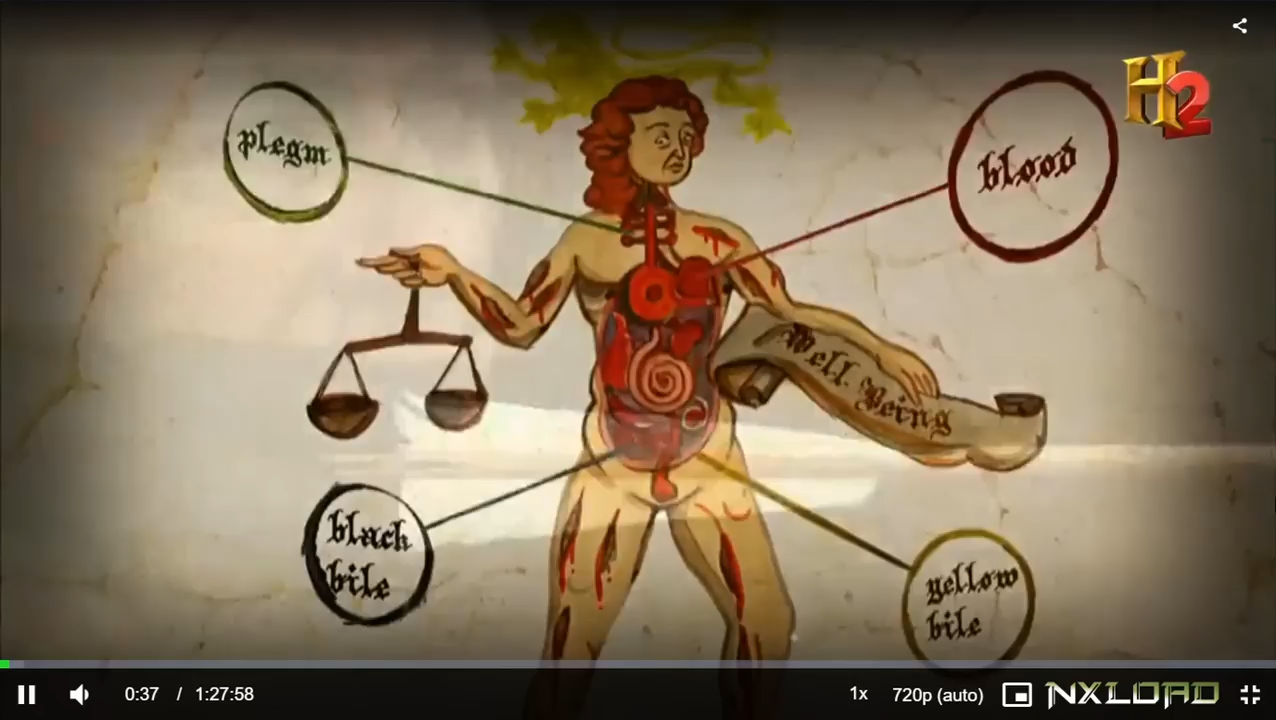 H2
plegm
blood
Well Being
black
bile
yellow
bile
0:37 / 1:27:58
1x
720p (auto)
NXLOAD